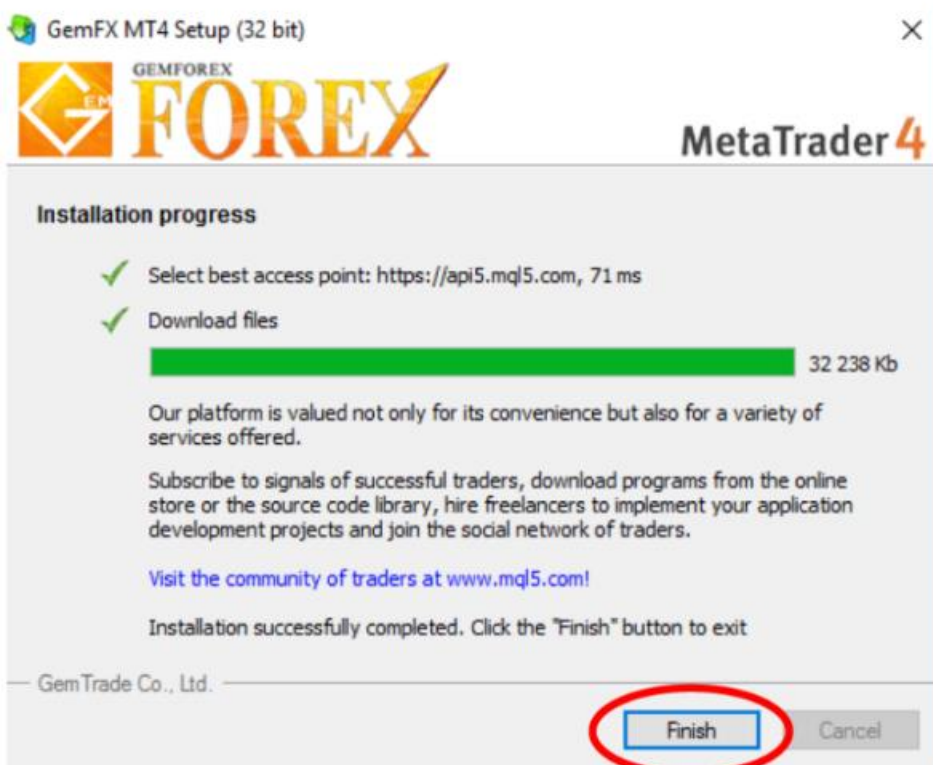 GemFX MT4 Setup (32 bit)
GEMFOREX
GEM
FOREX
MetaTrader 4
Installation progress
Select best access point: https://api5.mql5.com, 71 ms
Download files
32 238 Kb
Our platform is valued not only for its convenience but also for a variety of
services offered.
Subscribe to signals of successful traders, download programs from the online
store or the source code library, hire freelancers to implement your application
development projects and join the social network of traders.
Visit the community of traders at www.mql5.com!
Installation successfully completed. Click the "Finish" button to exit
GemTrade Co., Ltd.
Finish
Cancel